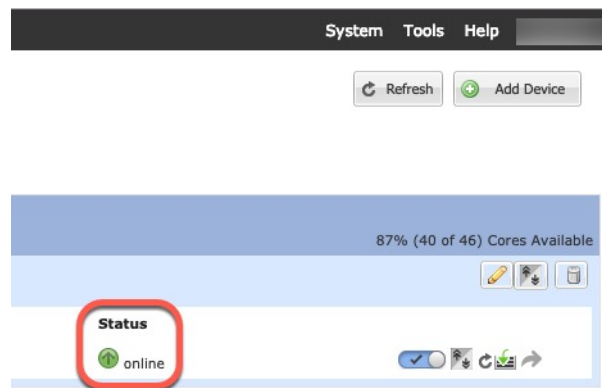 System Tools Help
Refresh Add Device
87% (40 of 46) Cores Available
Status
online